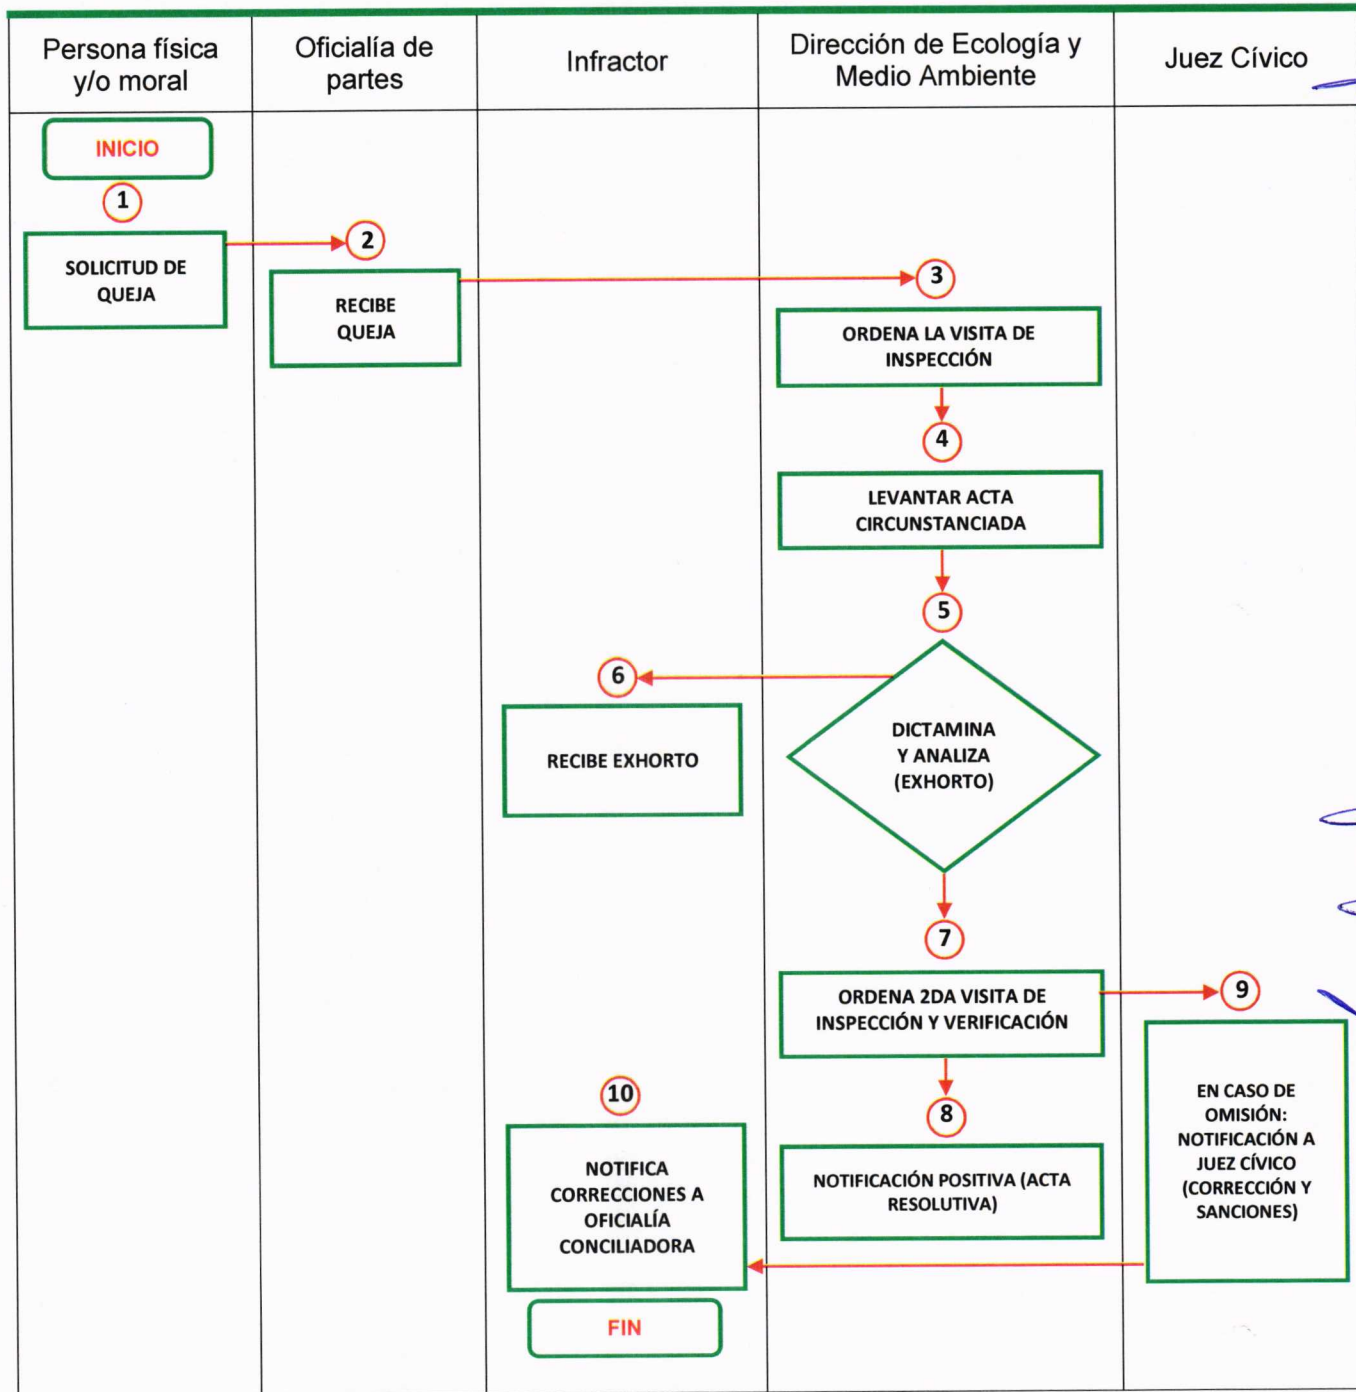 Persona física
y/o moral
Oficialía de
partes
Infractor
Dirección de Ecología y
Medio Ambiente
Juez Cívico
INICIO
1
SOLICITUD DE
QUEJA
2
RECIBE
QUEJA
3
ORDENA LA VISITA DE
INSPECCIÓN
4
LEVANTAR ACTA
CIRCUNSTANCIADA
5
DICTAMINA
Y ANALIZA
(EXHORTO)
6
RECIBE EXHORTO
7
ORDENA 2DA VISITA DE
INSPECCIÓN Y VERIFICACIÓN
8
NOTIFICACIÓN POSITIVA (ACTA
RESOLUTIVA)
9
EN CASO DE
OMISIÓN:
NOTIFICACIÓN A
JUEZ CÍVICO
(CORRECCIÓN Y
SANCIONES)
10
NOTIFICA
CORRECCIONES A
OFICIALÍA
CONCILIADORA
FIN